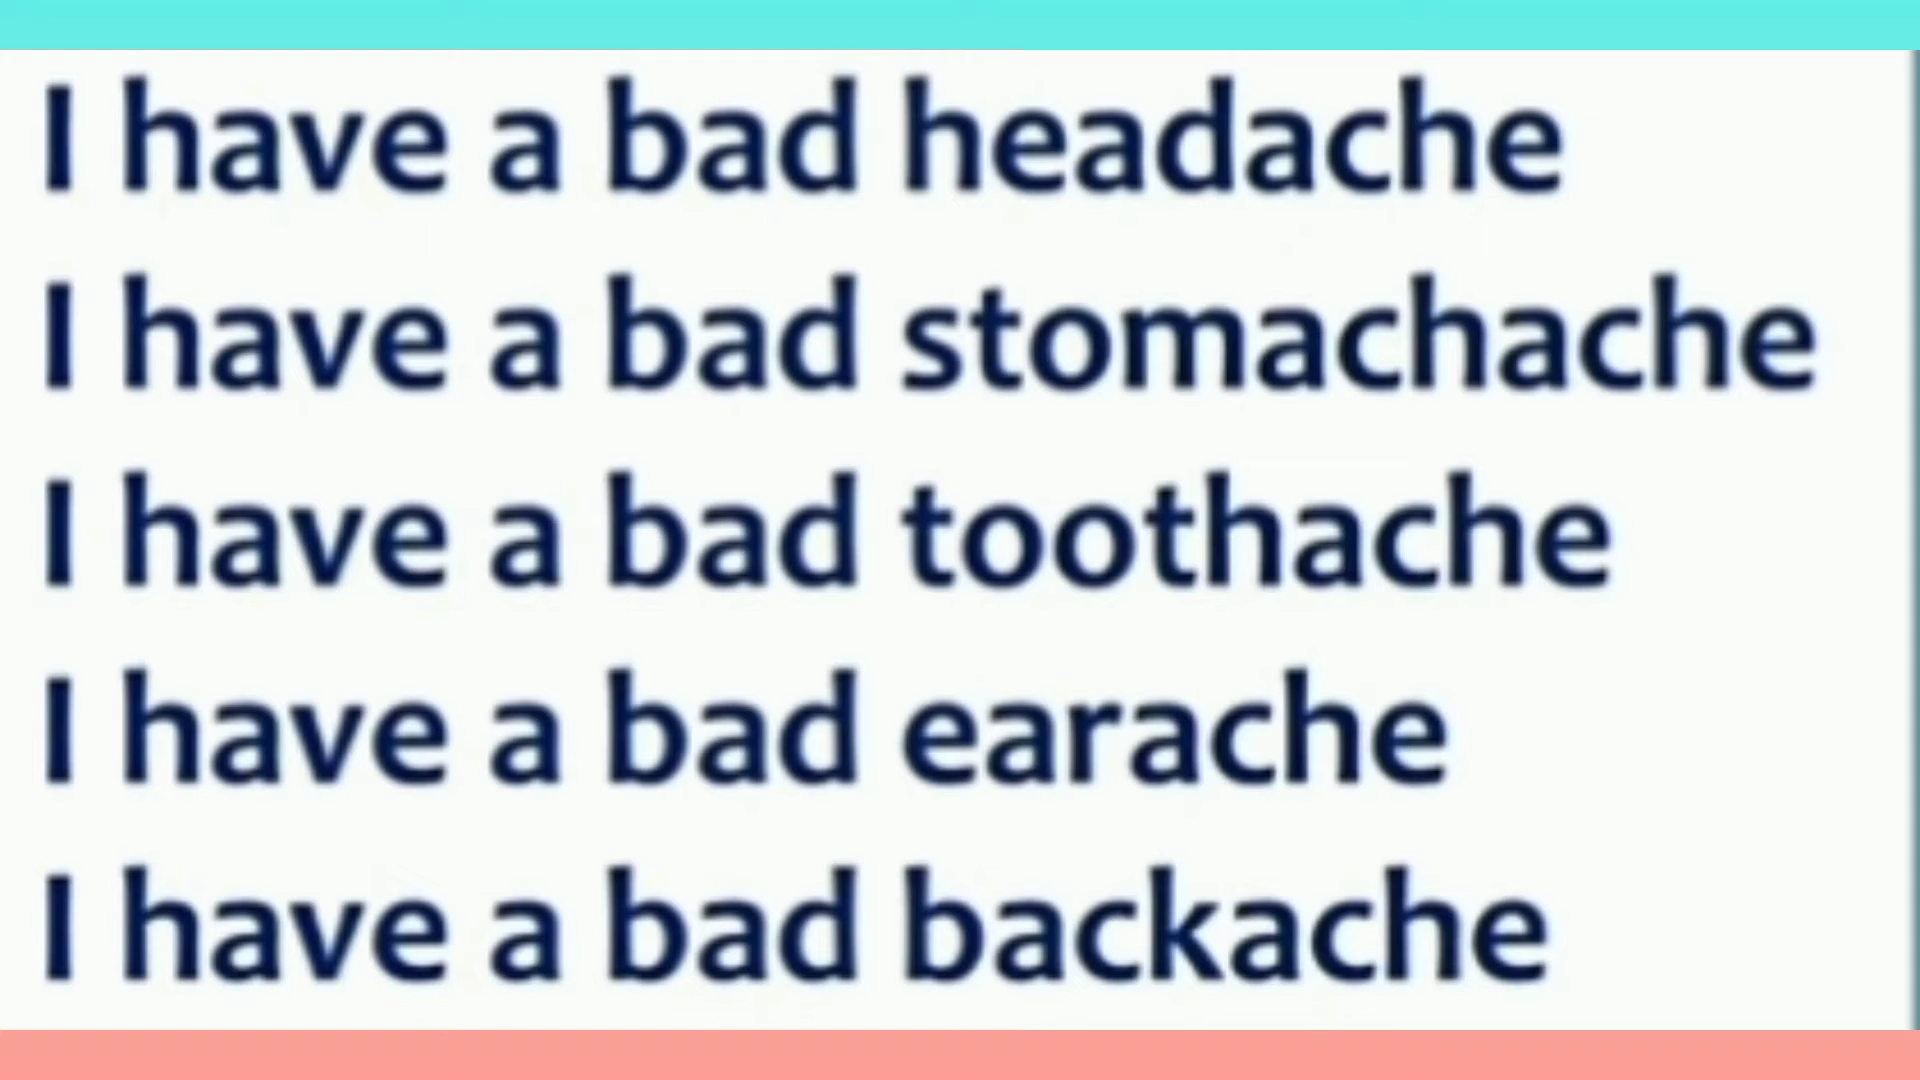 I have a bad headache
I have a bad stomachache
I have a bad toothache
I have a bad earache
I have a bad backache